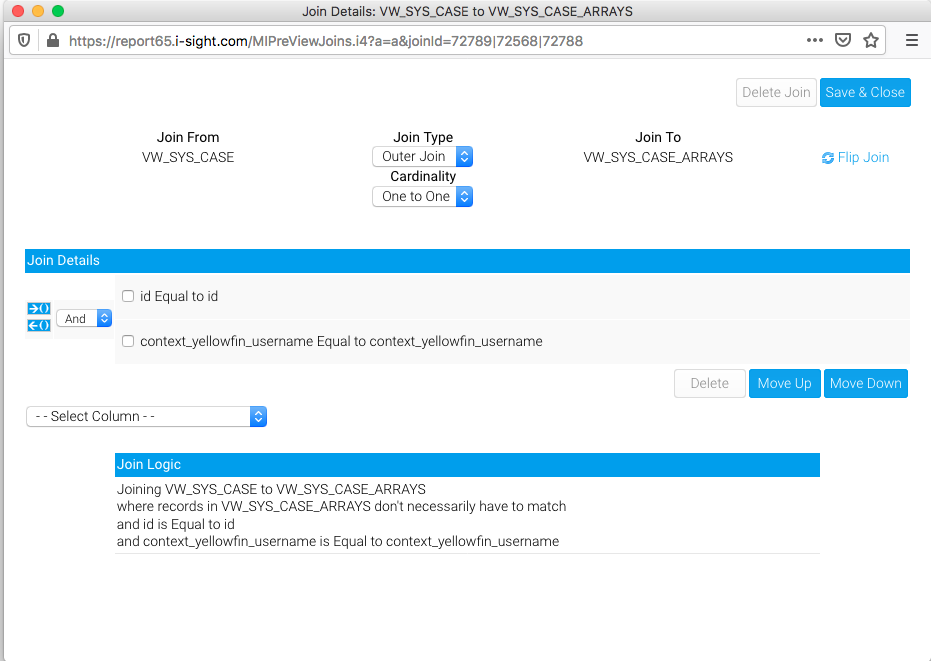 Join Details: VW_SYS_CASE to VW_SYS_CASE_ARRAYS
https://report65.i-sight.com/MIPreViewJoins.i4?a=a&joinId=72789|72568|72788
Delete Join Save & Close
Join From Join Type Join To
VW_SYS_CASE Outer Join VW_SYS_CASE_ARRAYS Flip Join
Cardinality
One to One
Join Details
id Equal to id
And
context_yellowfin_username Equal to context_yellowfin_username
Delete Move Up Move Down
- - Select Column - -
Join Logic
Joining VW_SYS_CASE to VW_SYS_CASE_ARRAYS
where records in VW_SYS_CASE_ARRAYS don't necessarily have to match
and id is Equal to id
and context_yellowfin_username is Equal to context_yellowfin_username